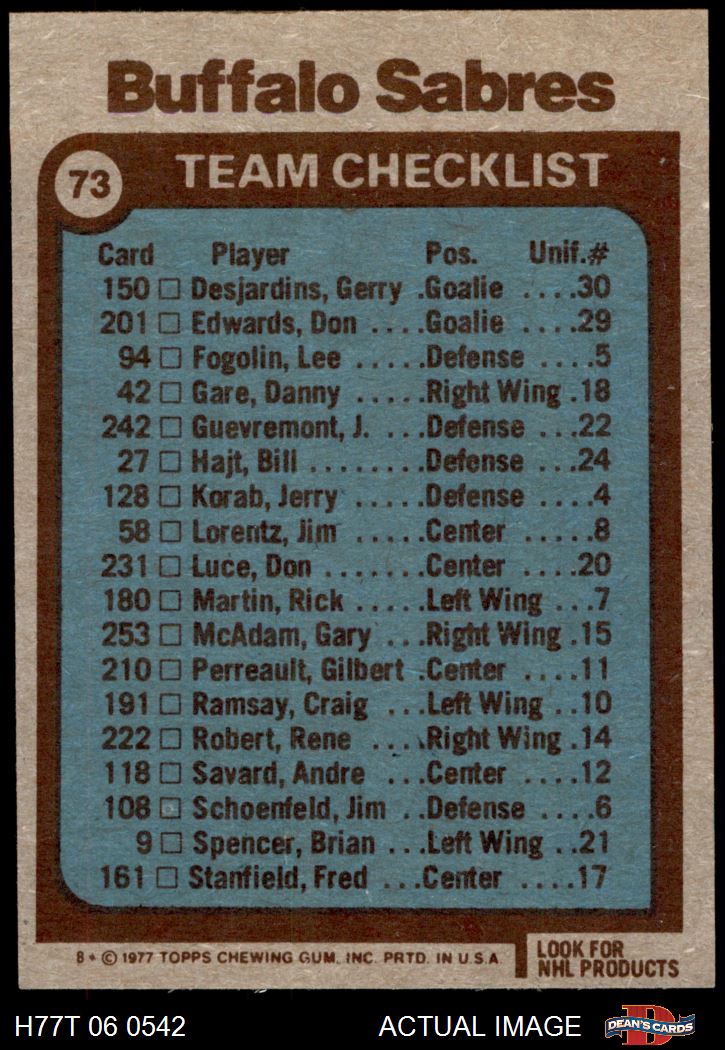 Buffalo Sabres
73 TEAM CHECKLIST
Card Player Pos. Unif.#
150 □ Desjardins, Gerry .Goalie ....30
201 □ Edwards, Don ....Goalie ....29
94 □ Fogolin, Lee .....Defense ....5
42 □ Gare, Danny .....Right Wing .18
242 □ Guevremont, J. ...Defense ...22
27 □ Hajt, Bill ........Defense ...24
128 □ Korab, Jerry .....Defense ....4
58 □ Lorentz, Jim .....Center .....8
231 □ Luce, Don .......Center ....20
180 □ Martin, Rick .....Left Wing ...7
253 □ McAdam, Gary ...Right Wing .15
210 □ Perreault, Gilbert .Center ....11
191 □ Ramsay, Craig ...Left Wing ..10
222 □ Robert, Rene ....Right Wing .14
118 □ Savard, Andre ...Center ....12
108 □ Schoenfeld, Jim ..Defense ....6
9 □ Spencer, Brian ...Left Wing ..21
161 □ Stanfield, Fred ...Center ....17
B* © 1977 TOPPS CHEWING GUM, INC. PRTD. IN U.S.A.
LOOK FOR
NHL PRODUCTS
H77T 06 0542 ACTUAL IMAGE
DEAN'S CARDS